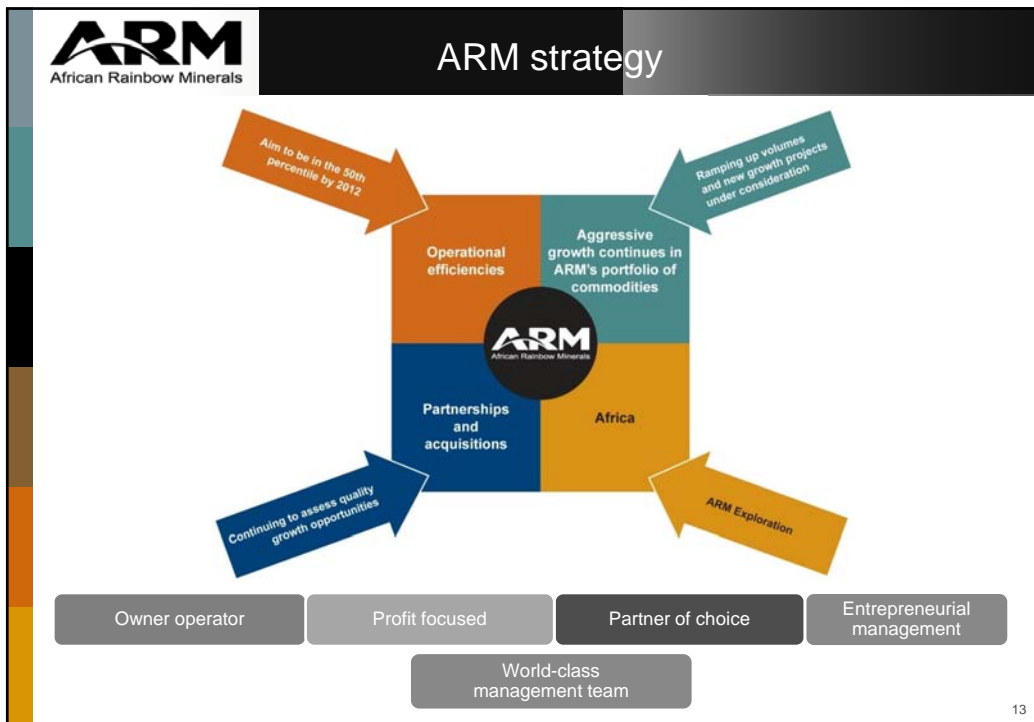 ARM
African Rainbow Minerals
ARM strategy
Aim to be in the 50th
percentile by 2012
Ramping up volumes
and new growth projects
under consideration
Operational
efficiencies
Aggressive
growth continues in
ARM's portfolio of
commodities
ARM
African Rainbow Minerals
Partnerships
and
acquisitions
Africa
Continuing to assess quality
growth opportunities
ARM Exploration
Owner operator
Profit focused
Partner of choice
Entrepreneurial
management
World-class
management team
13